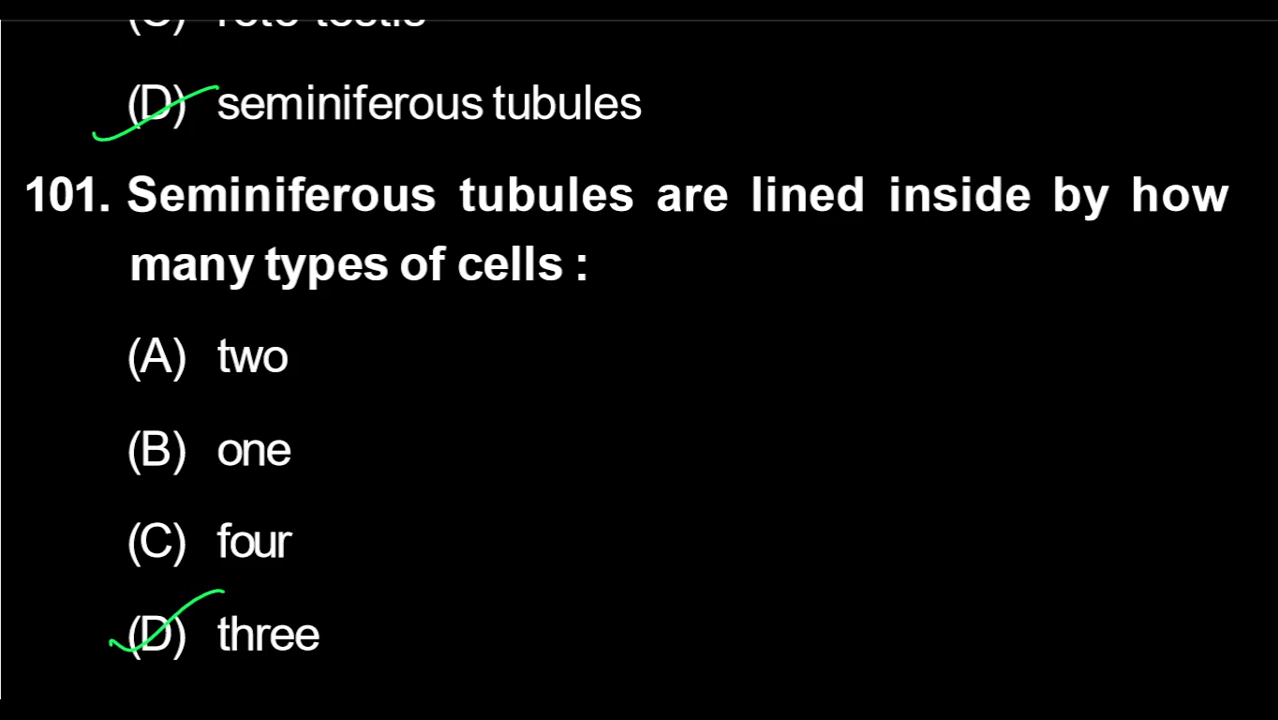 (D) seminiferous tubules
101. Seminiferous tubules are lined inside by how
many types of cells :
(A) two
(B) one
(C) four
(D) three